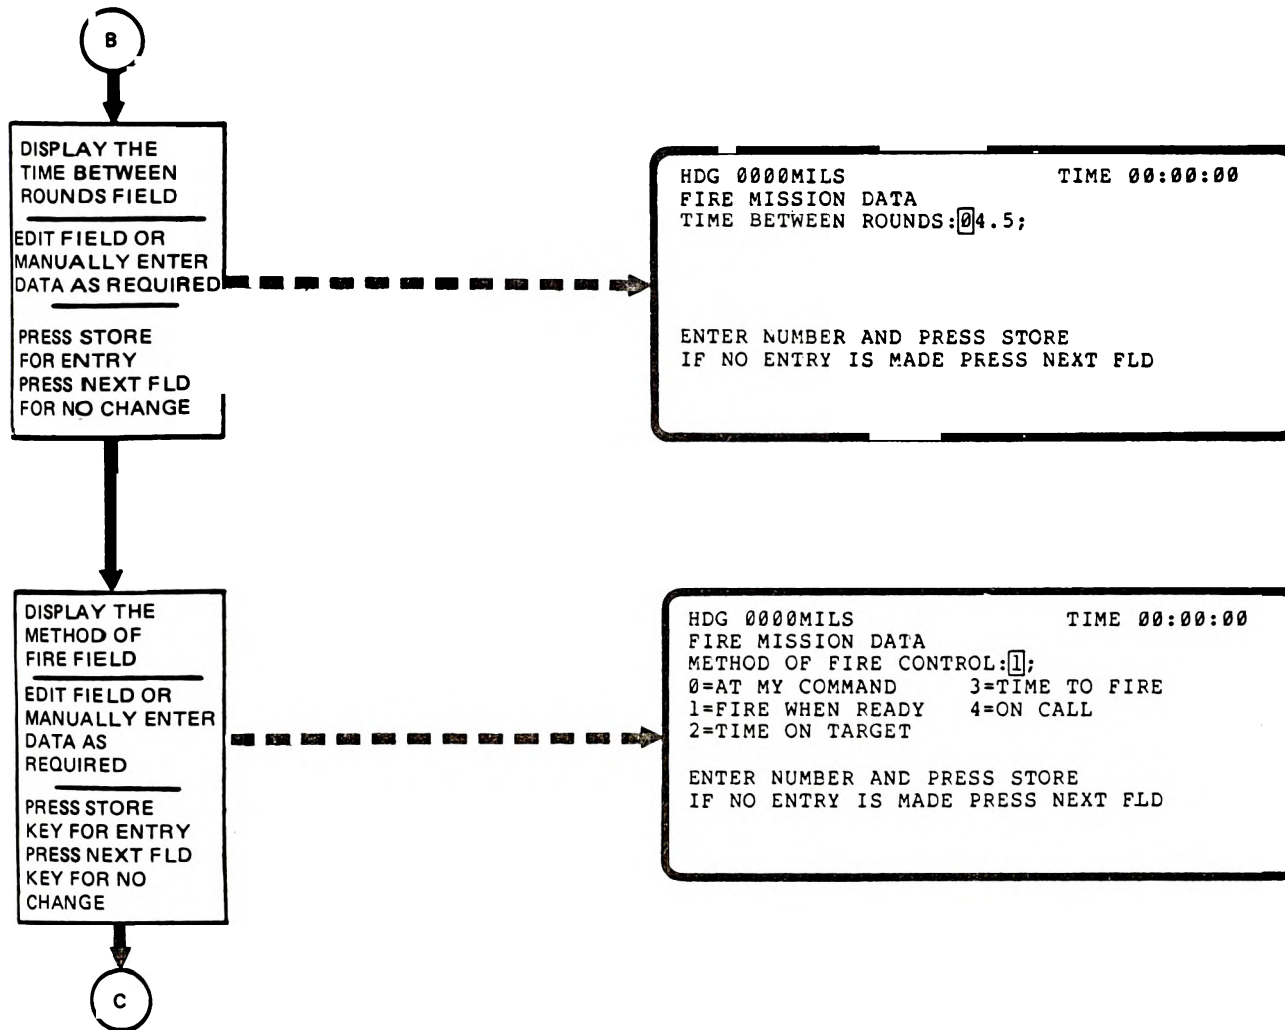 B
DISPLAY THE
TIME BETWEEN
ROUNDS FIELD
EDIT FIELD OR
MANUALLY ENTER
DATA AS REQUIRED
PRESS STORE
FOR ENTRY
PRESS NEXT FLD
FOR NO CHANGE
HDG 0000MILS TIME 00:00:00
FIRE MISSION DATA
TIME BETWEEN ROUNDS:04.5;
ENTER NUMBER AND PRESS STORE
IF NO ENTRY IS MADE PRESS NEXT FLD
DISPLAY THE
METHOD OF
FIRE FIELD
EDIT FIELD OR
MANUALLY ENTER
DATA AS
REQUIRED
PRESS STORE
KEY FOR ENTRY
PRESS NEXT FLD
KEY FOR NO
CHANGE
HDG 0000MILS TIME 00:00:00
FIRE MISSION DATA
METHOD OF FIRE CONTROL:1;
0=AT MY COMMAND 3=TIME TO FIRE
1=FIRE WHEN READY 4=ON CALL
2=TIME ON TARGET
ENTER NUMBER AND PRESS STORE
IF NO ENTRY IS MADE PRESS NEXT FLD
C